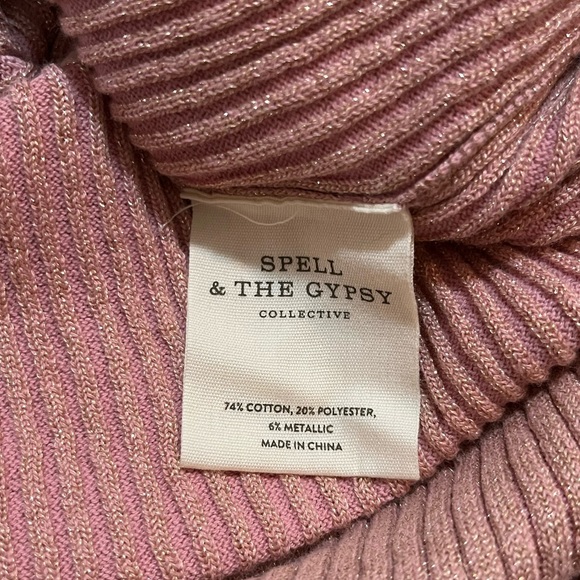 SPELL
& THE GYPSY
COLLECTIVE
74% COTTON, 20% POLYESTER,
6% METALLIC
MADE IN CHINA